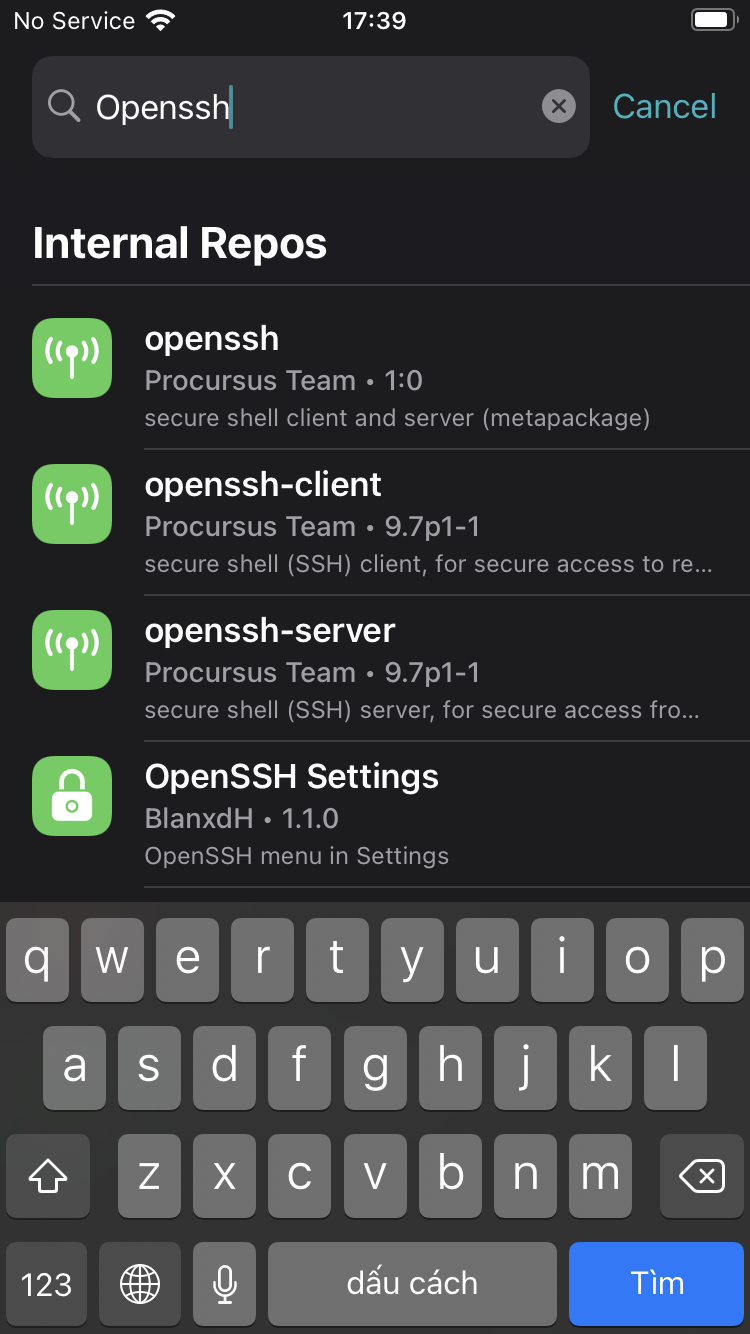 No Service 17:39
Openssh Cancel
Internal Repos
openssh
Procursus Team • 1:0
secure shell client and server (metapackage)
openssh-client
Procursus Team • 9.7p1-1
secure shell (SSH) client, for secure access to re...
openssh-server
Procursus Team • 9.7p1-1
secure shell (SSH) server, for secure access fro...
OpenSSH Settings
BlanxdH • 1.1.0
OpenSSH menu in Settings
q w e r t y u i o p
a s d f g h j k l
z x c v b n m
123 dấu cách Tìm